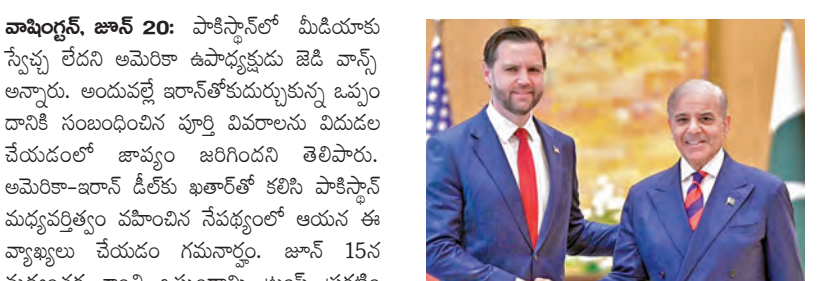 వాషింగ్టన్, జూన్ 20: పాకిస్థాన్‌లో మీడియాకు
స్వేచ్ఛ లేదని అమెరికా ఉపాధ్యక్షుడు జెడి వాన్స్
అన్నారు. అందువల్లే ఇరాన్‌తోకుదుర్చుకున్న ఒప్పం
దానికి సంబంధించిన పూర్తి వివరాలను విడుదల
చేయడంలో జాప్యం జరిగిందని తెలిపారు.
అమెరికా-ఇరాన్ డీల్‌కు ఖతార్‌తో కలిసి పాకిస్థాన్
మధ్యవర్తిత్వం వహించిన నేపథ్యంలో ఆయన ఈ
వ్యాఖ్యలు చేయడం గమనార్హం. జూన్ 15న